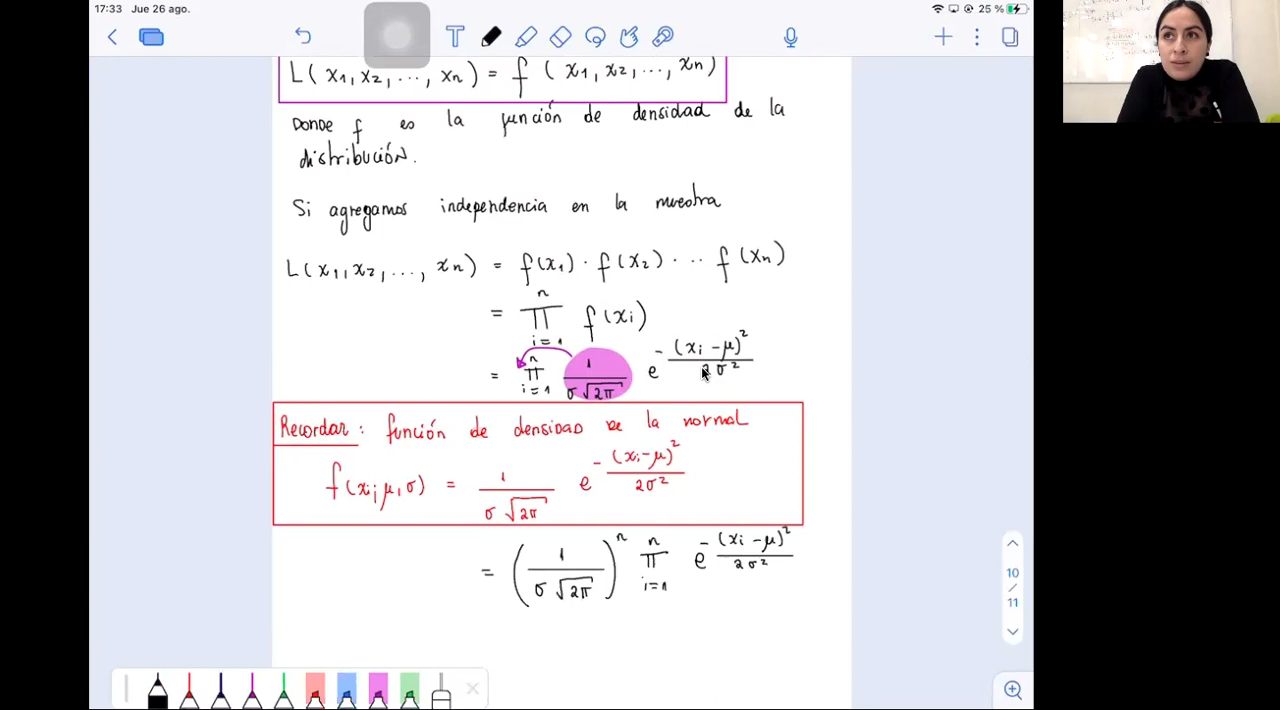 17:33 Jue 26 ago.
25 %
L(x₁,x₂,...,xₙ) = f (x₁,x₂,...,xₙ)
Donde f es la función de densidad de la
distribución.
Si agregamos independencia en la muestra
L(x₁,x₂,...,xₙ) = f(x₁)·f(x₂)··· f(xₙ)
= ∏ᵢ₌₁ⁿ f(xᵢ)
= ∏ᵢ₌₁ⁿ 1/(σ√2π) e^(-(xᵢ-μ)²/2σ²)
Recordar: función de densidad de la normal
f(xᵢ;μ,σ) = 1/(σ√2π) e^(-(xᵢ-μ)²/2σ²)
= (1/(σ√2π))ⁿ ∏ᵢ₌₁ⁿ e^(-(xᵢ-μ)²/2σ²)
10
/
11